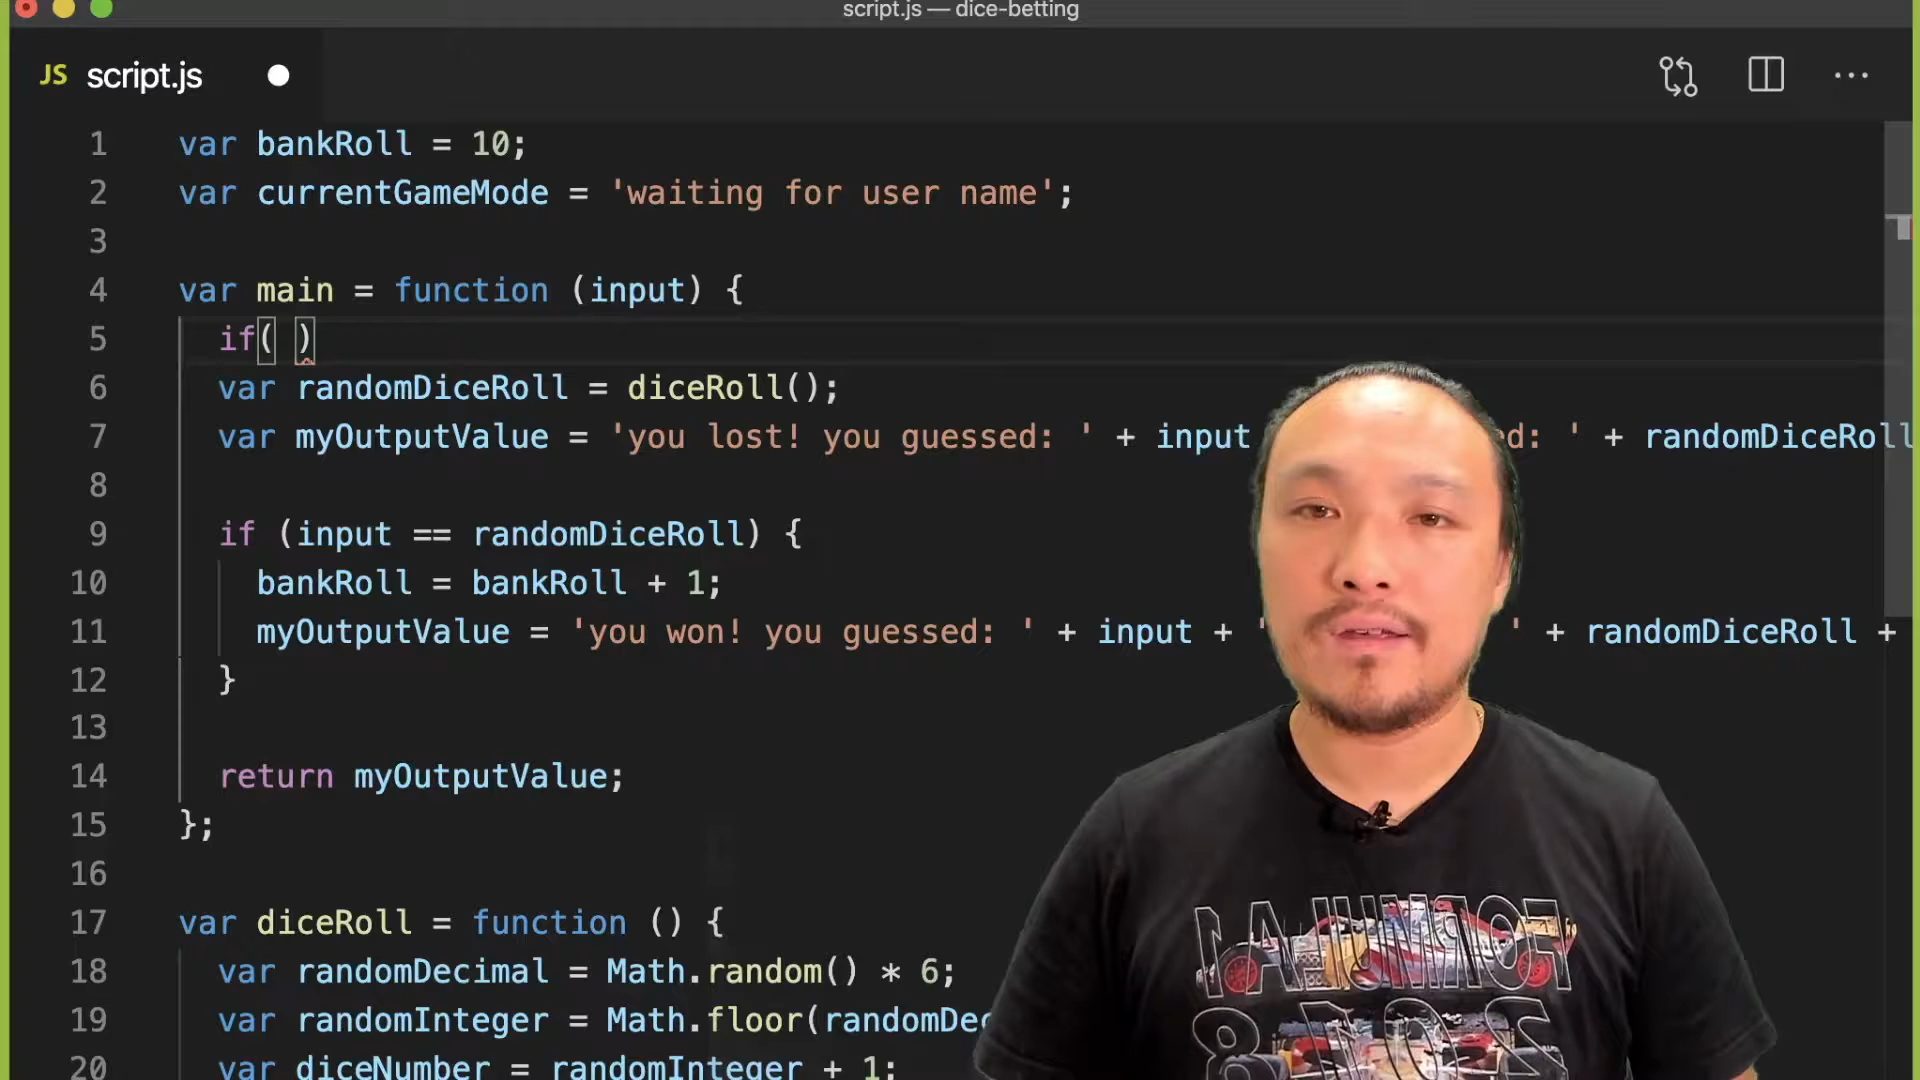 script.js — dice-betting
JS script.js
1 var bankRoll = 10;
2 var currentGameMode = 'waiting for user name';
3
4 var main = function (input) {
5 if( )
6 var randomDiceRoll = diceRoll();
7 var myOutputValue = 'you lost! you guessed: ' + input ed: ' + randomDiceRoll
8
9 if (input == randomDiceRoll) {
10 bankRoll = bankRoll + 1;
11 myOutputValue = 'you won! you guessed: ' + input + ' ' + randomDiceRoll +
12 }
13
14 return myOutputValue;
15 };
16
17 var diceRoll = function () {
18 var randomDecimal = Math.random() * 6;
19 var randomInteger = Math.floor(randomDec
20 var diceNumber = randomInteger + 1;
FORMULA 1